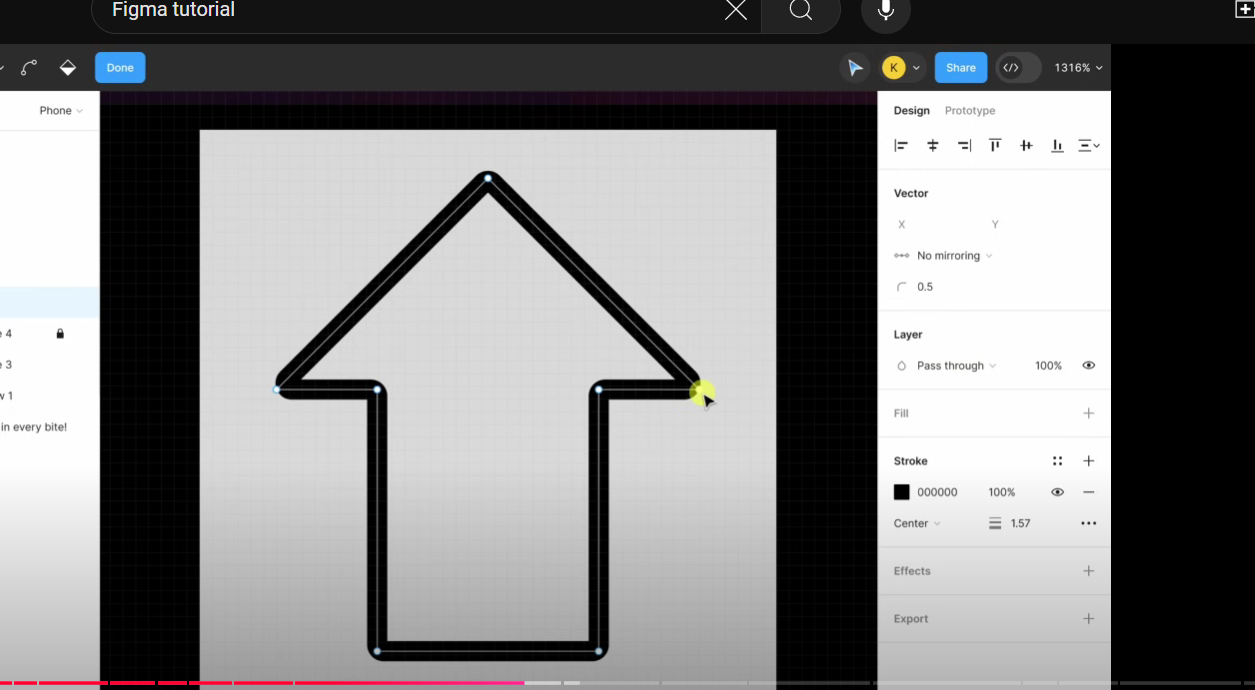 Figma tutorial
Done
K
Share
1316%
Phone
Design Prototype
Vector
X Y
No mirroring
0.5
4
Layer
3
Pass through 100%
1
Fill
in every bite!
Stroke
000000 100%
Center 1.57
Effects
Export